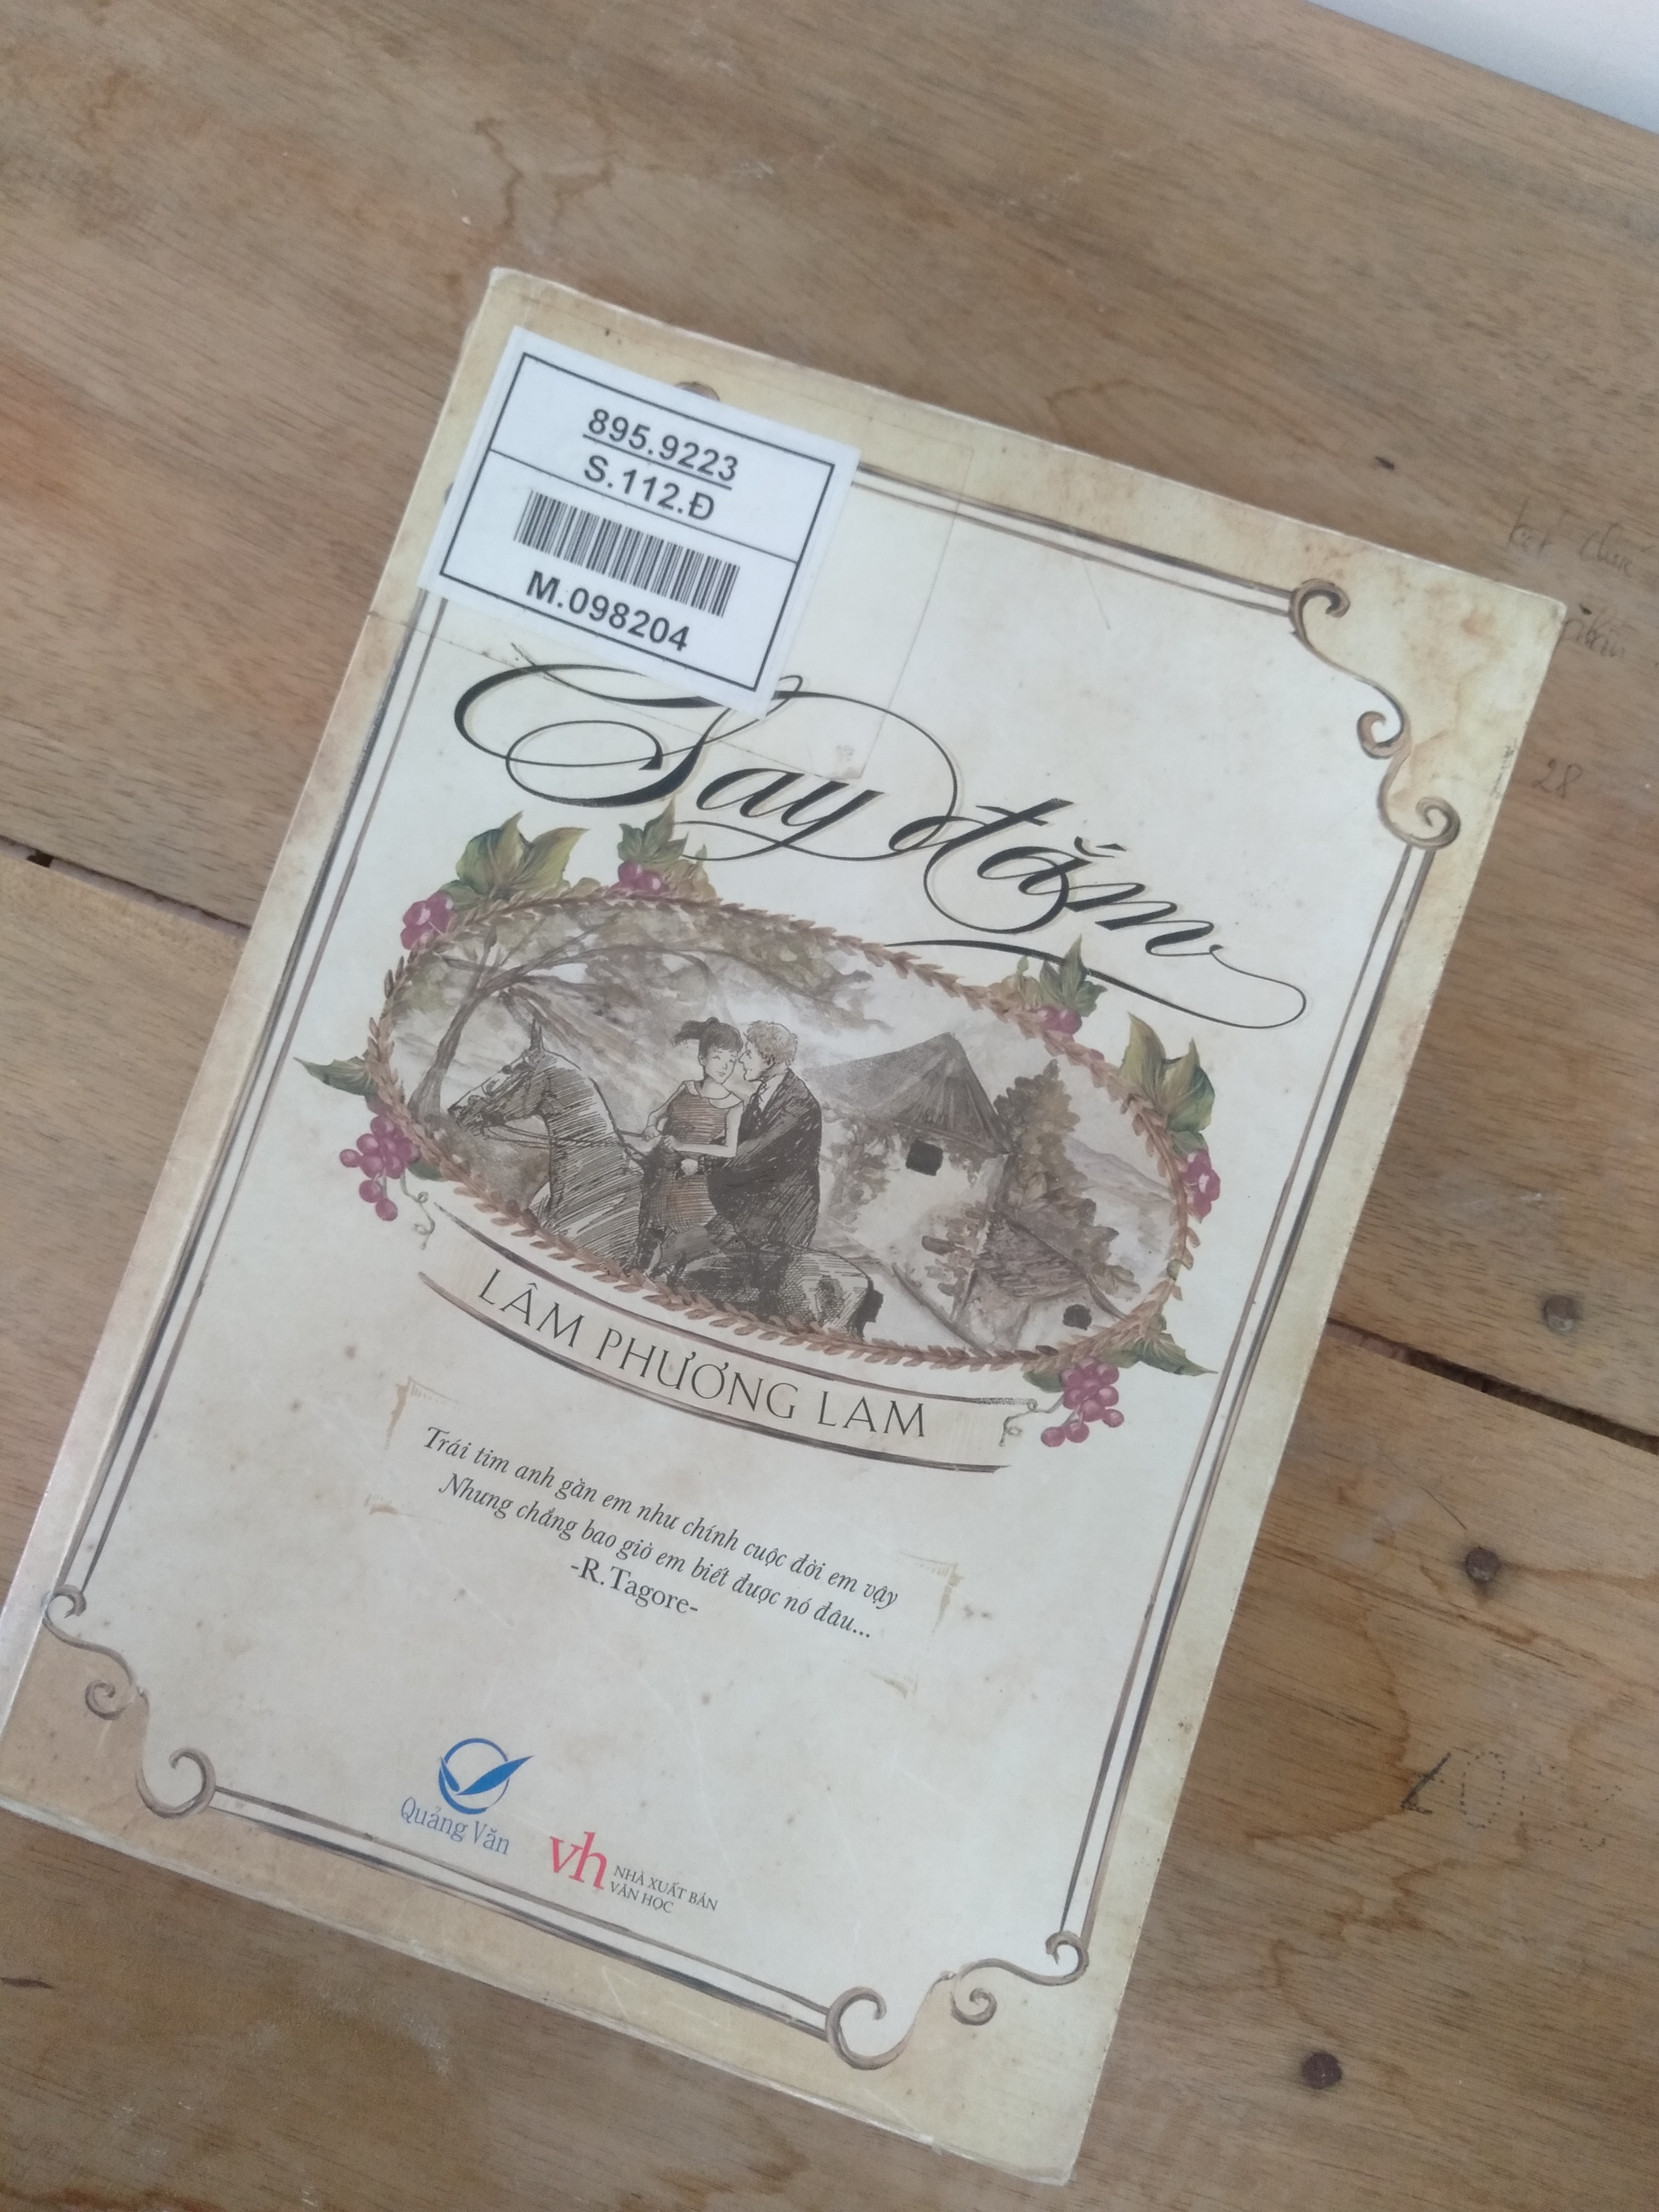 895.9223
S.112.Đ
M.098204
Say đắm
LÂM PHƯƠNG LAM
Trái tim anh gần em như chính cuộc đời em vậy
Nhưng chẳng bao giờ em biết được nó đâu...
-R.Tagore-
Quảng Văn
vh
NHÀ XUẤT BẢN
VĂN HỌC
28